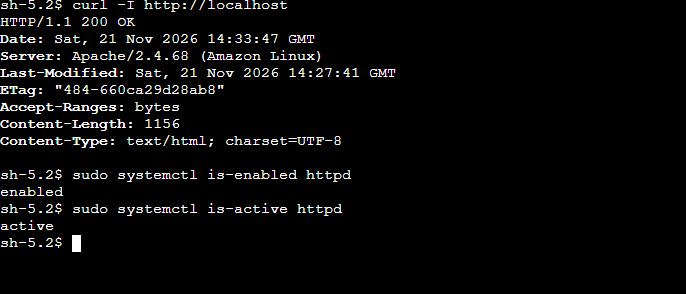 sh-5.2$ curl -I http://localhost
HTTP/1.1 200 OK
Date: Sat, 21 Nov 2026 14:33:47 GMT
Server: Apache/2.4.68 (Amazon Linux)
Last-Modified: Sat, 21 Nov 2026 14:27:41 GMT
ETag: "484-660ca29d28ab8"
Accept-Ranges: bytes
Content-Length: 1156
Content-Type: text/html; charset=UTF-8
sh-5.2$ sudo systemctl is-enabled httpd
enabled
sh-5.2$ sudo systemctl is-active httpd
active
sh-5.2$